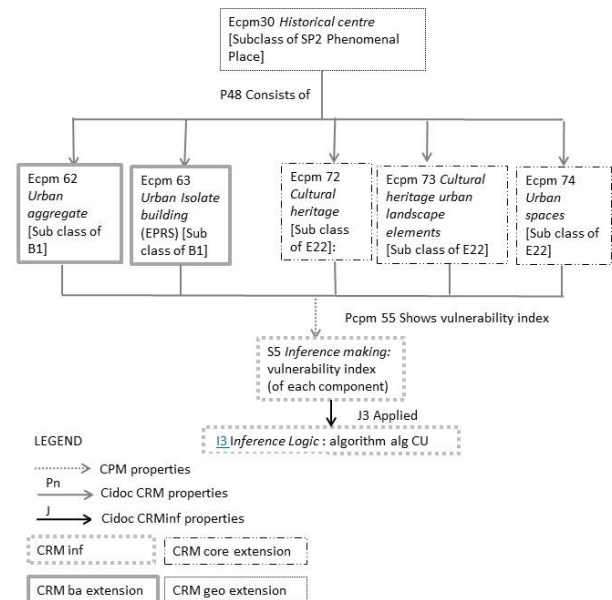 Ecpm30 Historical centre
[Subclass of SP2 Phenomenal
Place]
P48 Consists of
Ecpm 62
Urban
aggregate
[Sub class of
B1]
Ecpm 63
Urban Isolate
building
(EPRS) [Sub
class of B1]
Ecpm 72
Cultural
heritage
[Sub class
of E22]:
Ecpm 73 Cultural
heritage urban
landscape
elements
[Sub class of E22]
Ecpm 74
Urban
spaces
[Sub class of
E22]
Pcpm 55 Shows vulnerability index
S5 Inference making:
vulnerability index
(of each component)
J3 Applied
I3 Inference Logic : algorithm alg CU
LEGEND
CPM properties
Pn
Cidoc CRM properties
J
Cidoc CRMinf properties
CRM inf
CRM core extension
CRM ba extension
CRM geo extension